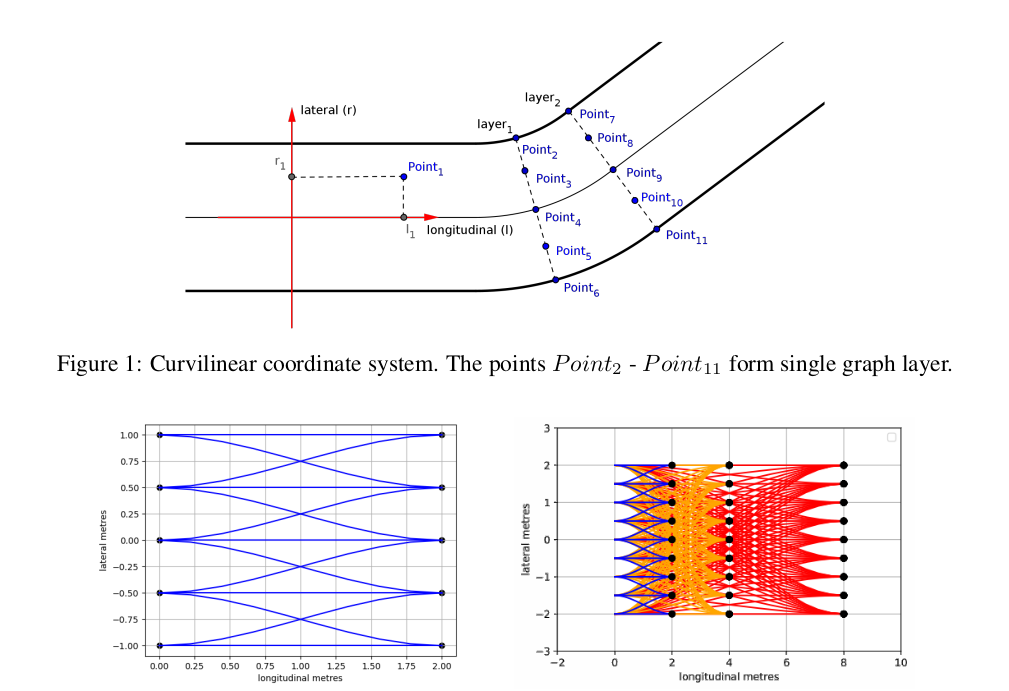 lateral (r)
layer2
Point7
layer1
Point8
Point2
r1
Point1
Point3
Point9
Point10
Point4
l1
longitudinal (l)
Point11
Point5
Point6
Figure 1: Curvilinear coordinate system. The points Point2 - Point11 form single graph layer.
1.00
0.75
0.50
0.25
0.00
−0.25
−0.50
−0.75
−1.00
lateral metres
0.00 0.25 0.50 0.75 1.00 1.25 1.50 1.75 2.00
longitudinal metres
3
2
1
0
−1
−2
−3
lateral metres
−2 0 2 4 6 8 10
longitudinal metres